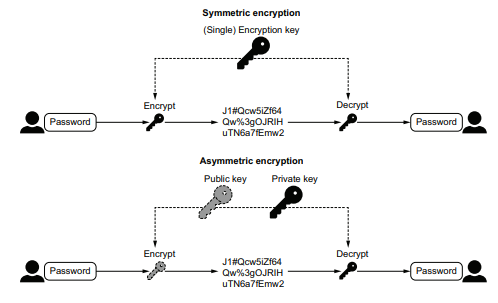 Symmetric encryption
(Single) Encryption key
Encrypt
Decrypt
Password
J1#Qcw5iZf64
Qw%3gOJRIH
uTN6a7fEmw2
Password
Asymmetric encryption
Public key
Private key
Encrypt
Decrypt
Password
J1#Qcw5iZf64
Qw%3gOJRIH
uTN6a7fEmw2
Password